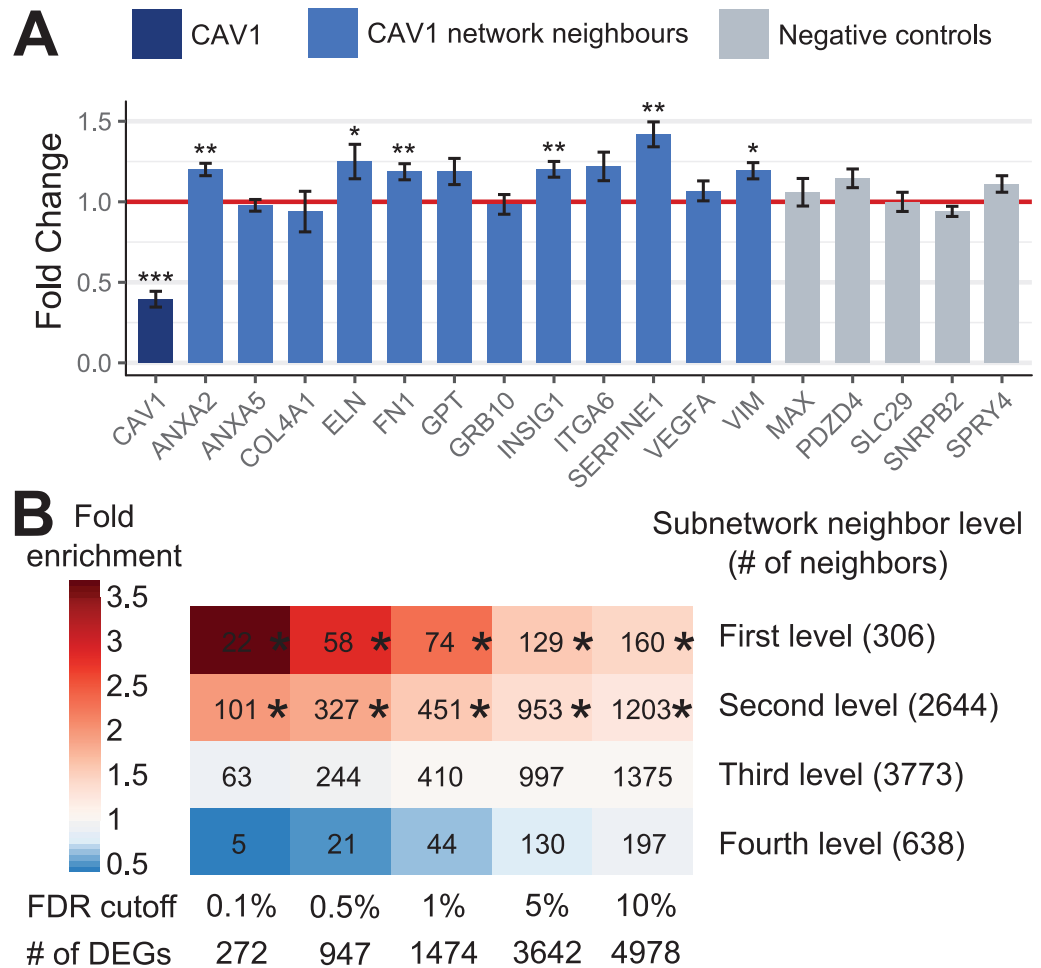 A
CAV1
CAV1 network neighbours
Negative controls
Fold Change
1.5
1.0
0.5
0.0
***
**
*
**
**
**
*
CAV1
ANXA2
ANXA5
COL4A1
ELN
FN1
GPT
GRB10
INSIG1
ITGA6
SERPINE1
VEGFA
VIM
MAX
PDZD4
SLC29
SNRPB2
SPRY4
B
Fold
enrichment
3.5
3
2.5
2
1.5
1
0.5
Subnetwork neighbor level
(# of neighbors)
22 * 58 * 74 * 129 * 160 * First level (306)
101 * 327 * 451 * 953 * 1203 * Second level (2644)
63 244 410 997 1375 Third level (3773)
5 21 44 130 197 Fourth level (638)
FDR cutoff 0.1% 0.5% 1% 5% 10%
# of DEGs 272 947 1474 3642 4978